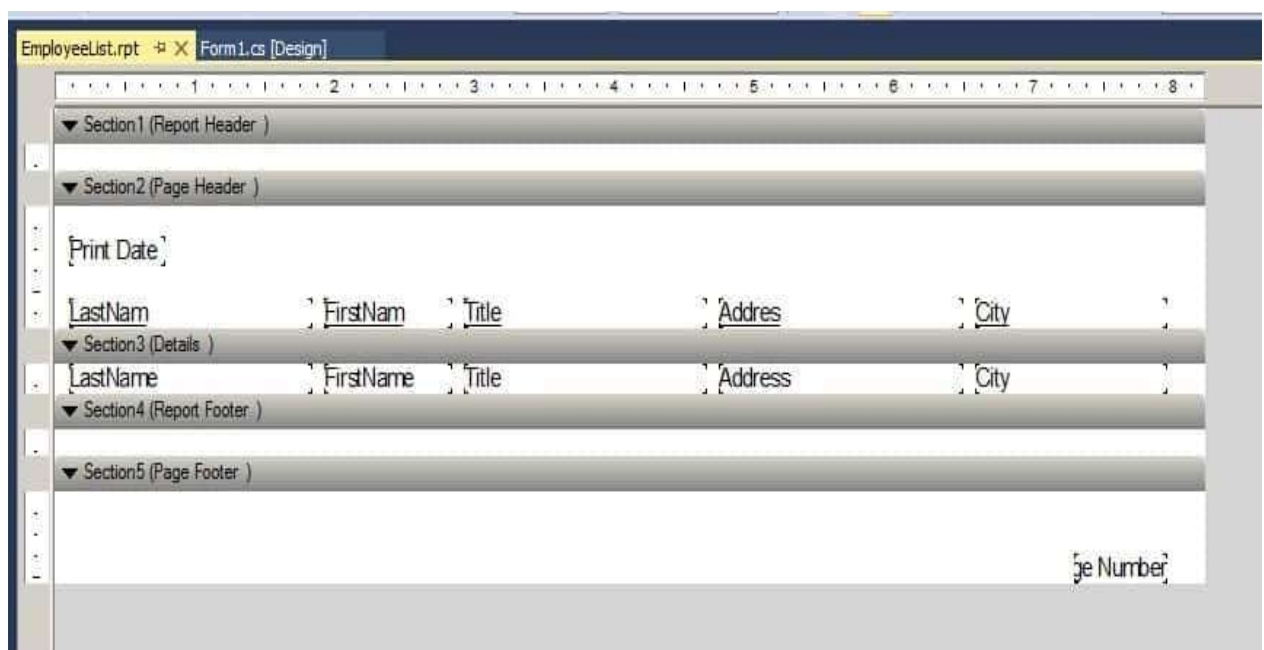 EmployeeList.rpt Form1.cs [Design]
1 2 3 4 5 6 7 8
Section1 (Report Header )
Section2 (Page Header )
Print Date
LastNam FirstNam Title Addres City
Section3 (Details )
LastName FirstName Title Address City
Section4 (Report Footer )
Section5 (Page Footer )
ge Number